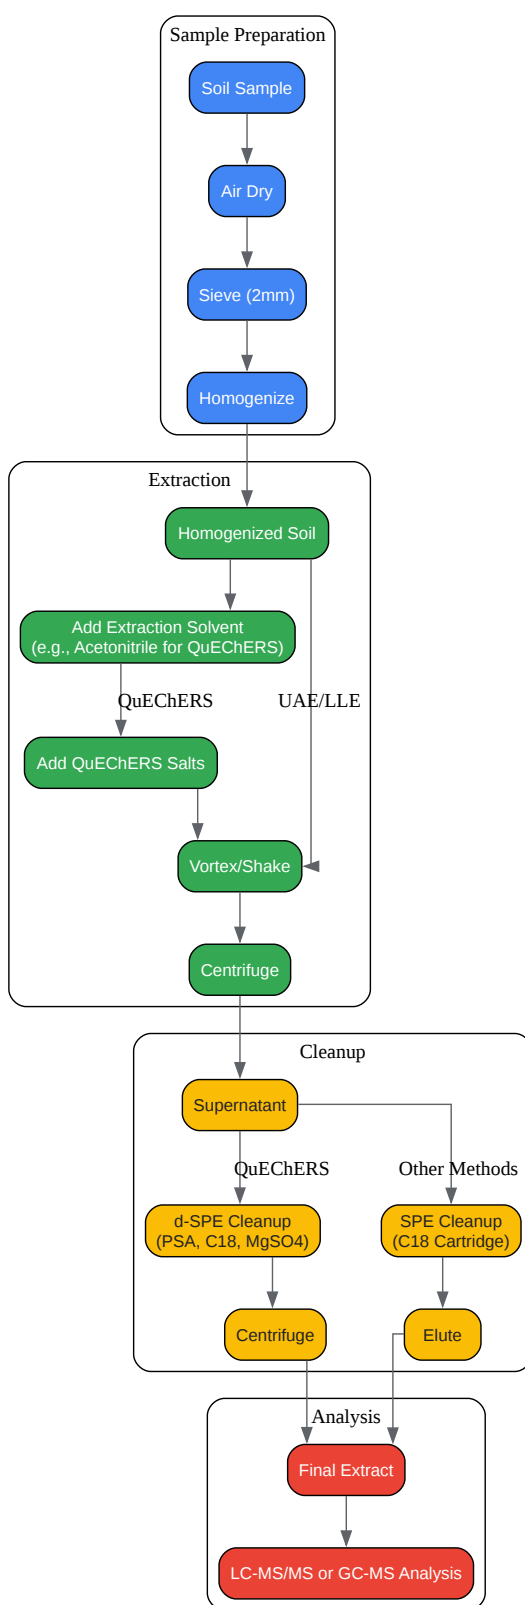 Sample Preparation
Soil Sample
Air Dry
Sieve (2mm)
Homogenize
Extraction
Homogenized Soil
Add Extraction Solvent
(e.g., Acetonitrile for QuEChERS)
QuEChERS
UAE/LLE
Add QuEChERS Salts
Vortex/Shake
Centrifuge
Cleanup
Supernatant
QuEChERS
Other Methods
d-SPE Cleanup
(PSA, C18, MgSO4)
SPE Cleanup
(C18 Cartridge)
Centrifuge
Elute
Analysis
Final Extract
LC-MS/MS or GC-MS Analysis